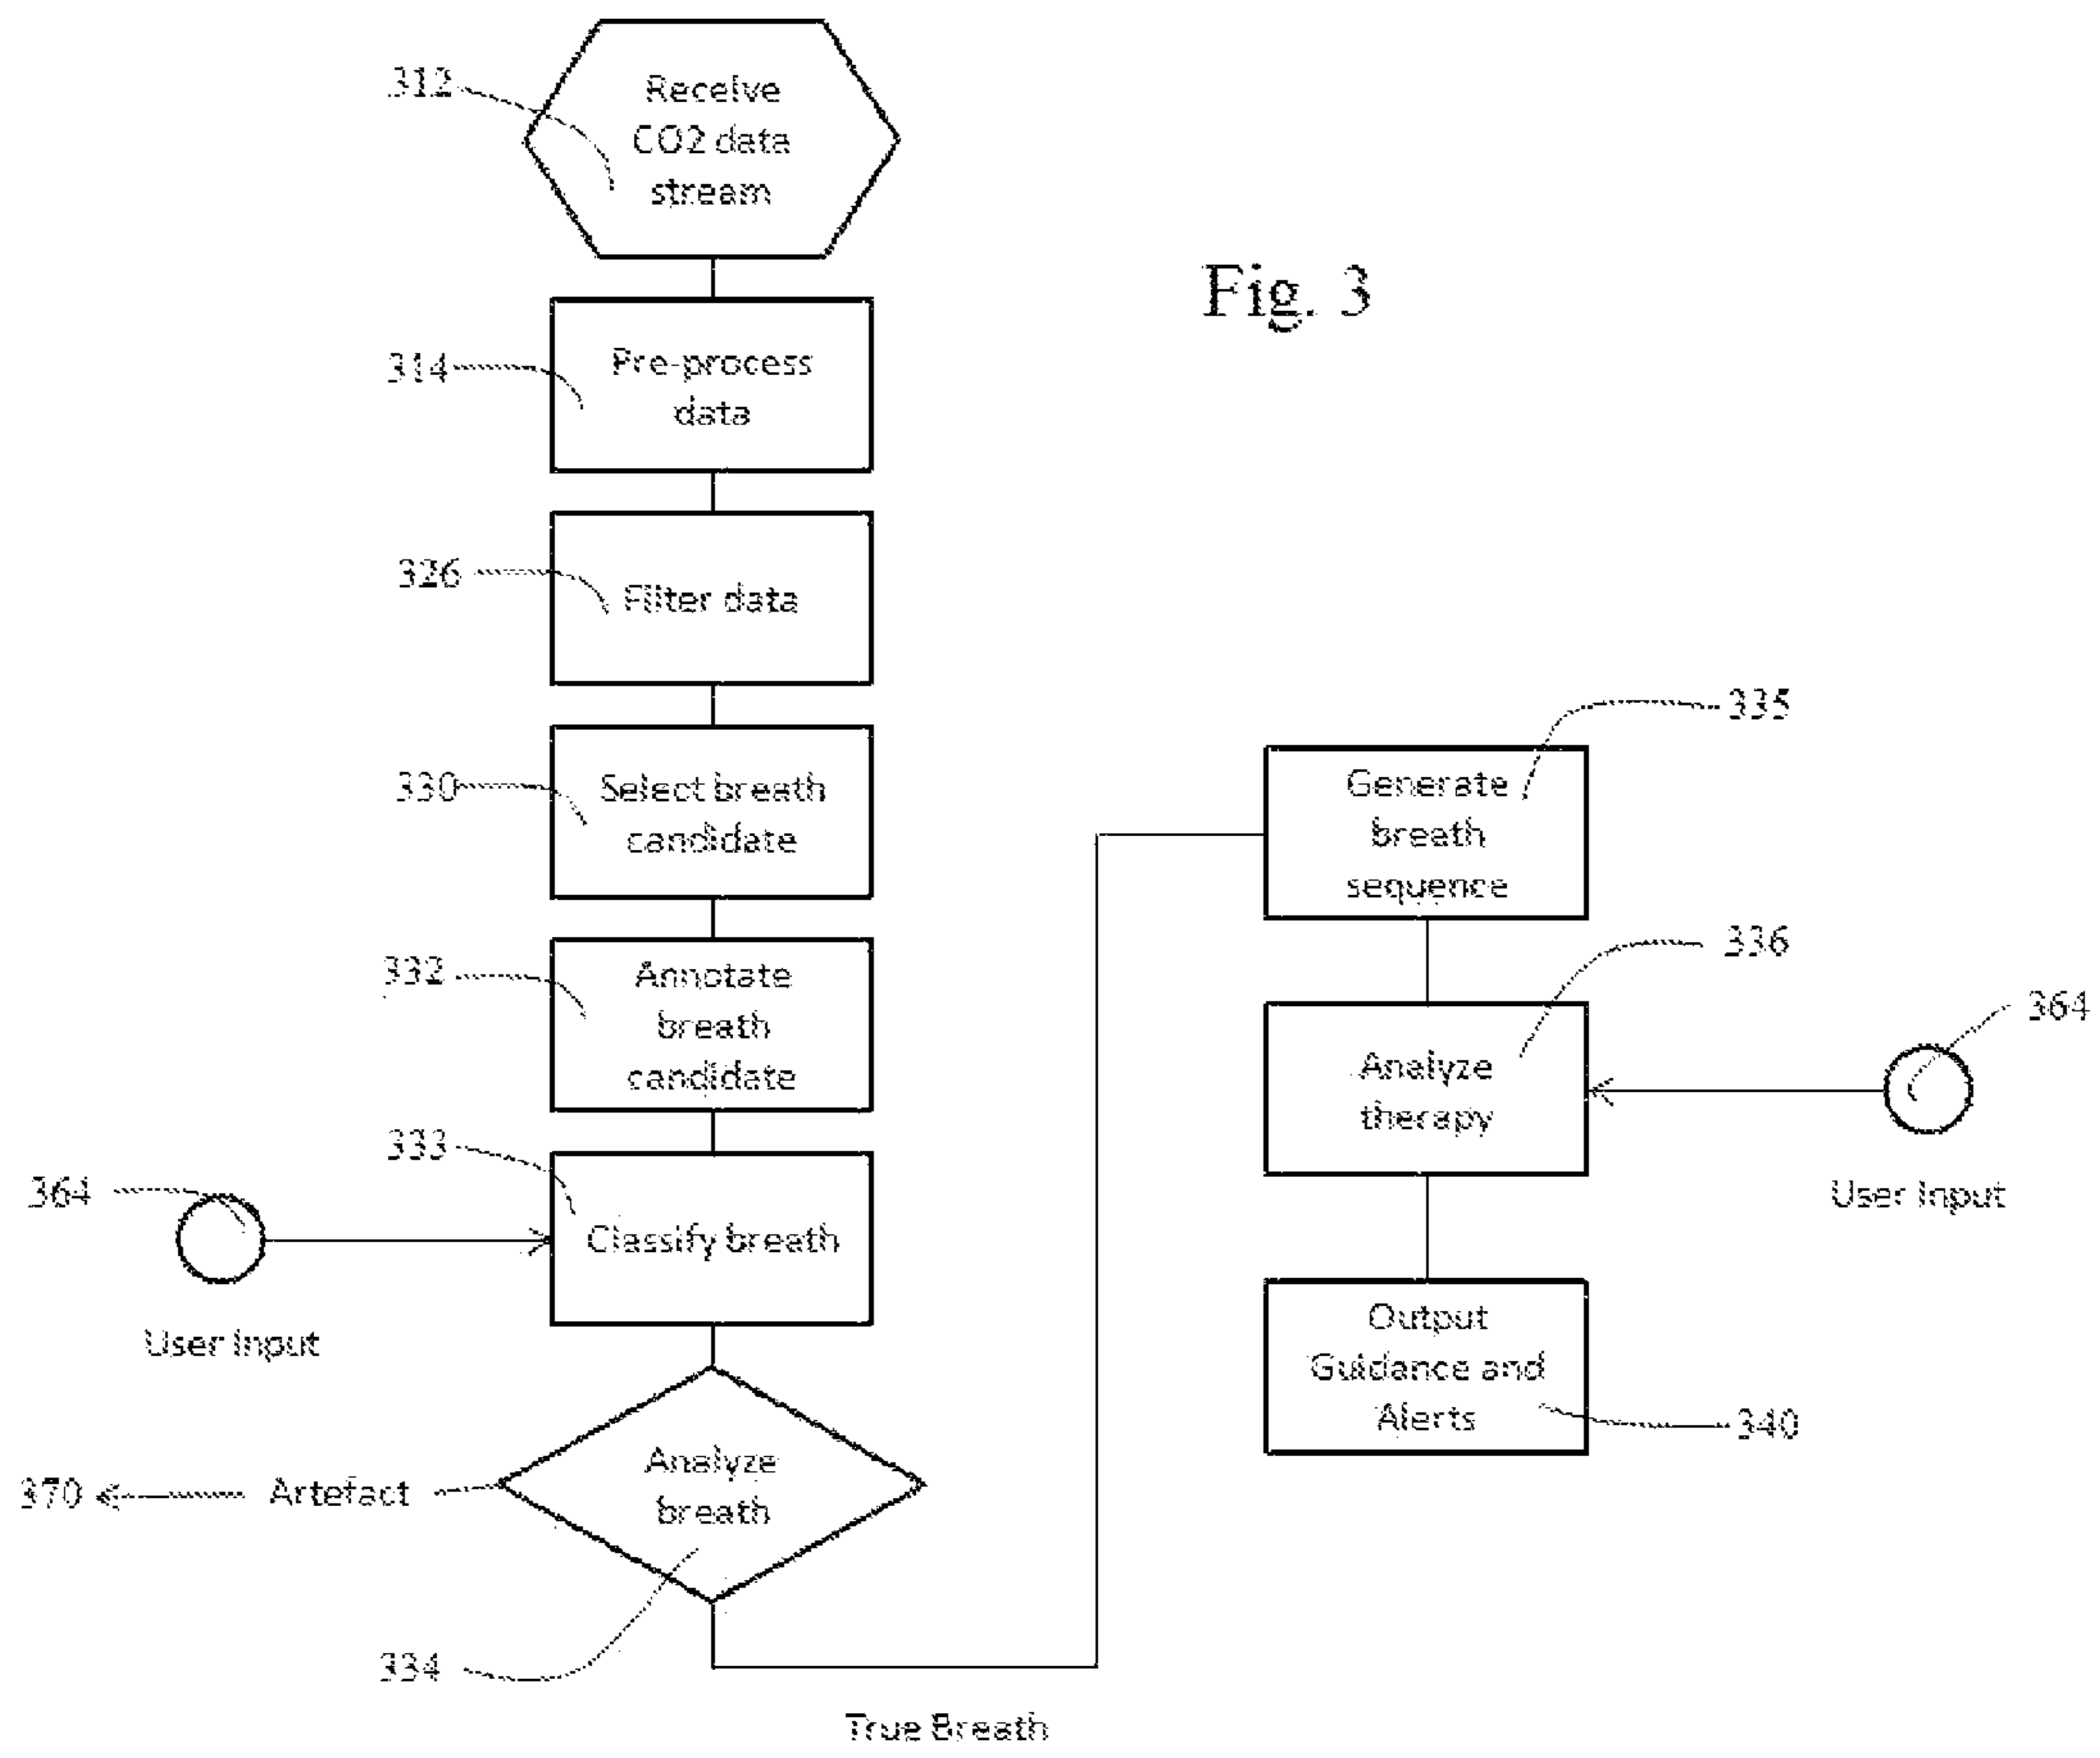 312
Receive
CO2 data
stream
Fig. 3
314
Pre-process
data
326
Filter data
330
Select breath
candidate
332
Annotate
breath
candidate
333
364
Classify breath
User Input
370
Artefact
Analyze
breath
334
True Breath
335
Generate
breath
sequence
336
364
Analyze
therapy
User Input
Output
Guidance and
Alerts
340